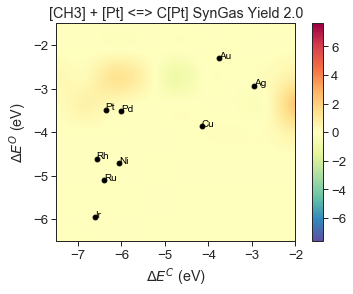 [CH3] + [Pt] <=> C[Pt] SynGas Yield 2.0
−2
−3
−4
−5
−6
ΔE^O (eV)
Au
Ag
Pt
Pd
Cu
Rh
Ni
Ru
Ir
−7
−6
−5
−4
−3
−2
ΔE^C (eV)
6
4
2
0
−2
−4
−6